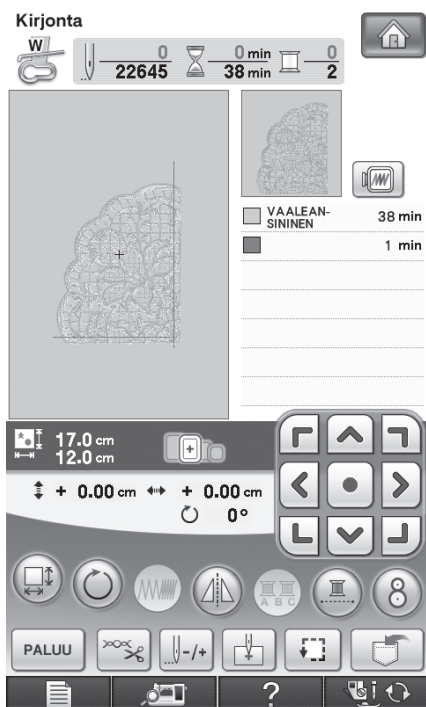 Kirjonta
W
0
22645
0 min
38 min
0
2
VAALEAN-
SININEN
38 min
1 min
17.0 cm
12.0 cm
+ 0.00 cm
+ 0.00 cm
0°
A B C
PALUU
-/+
?